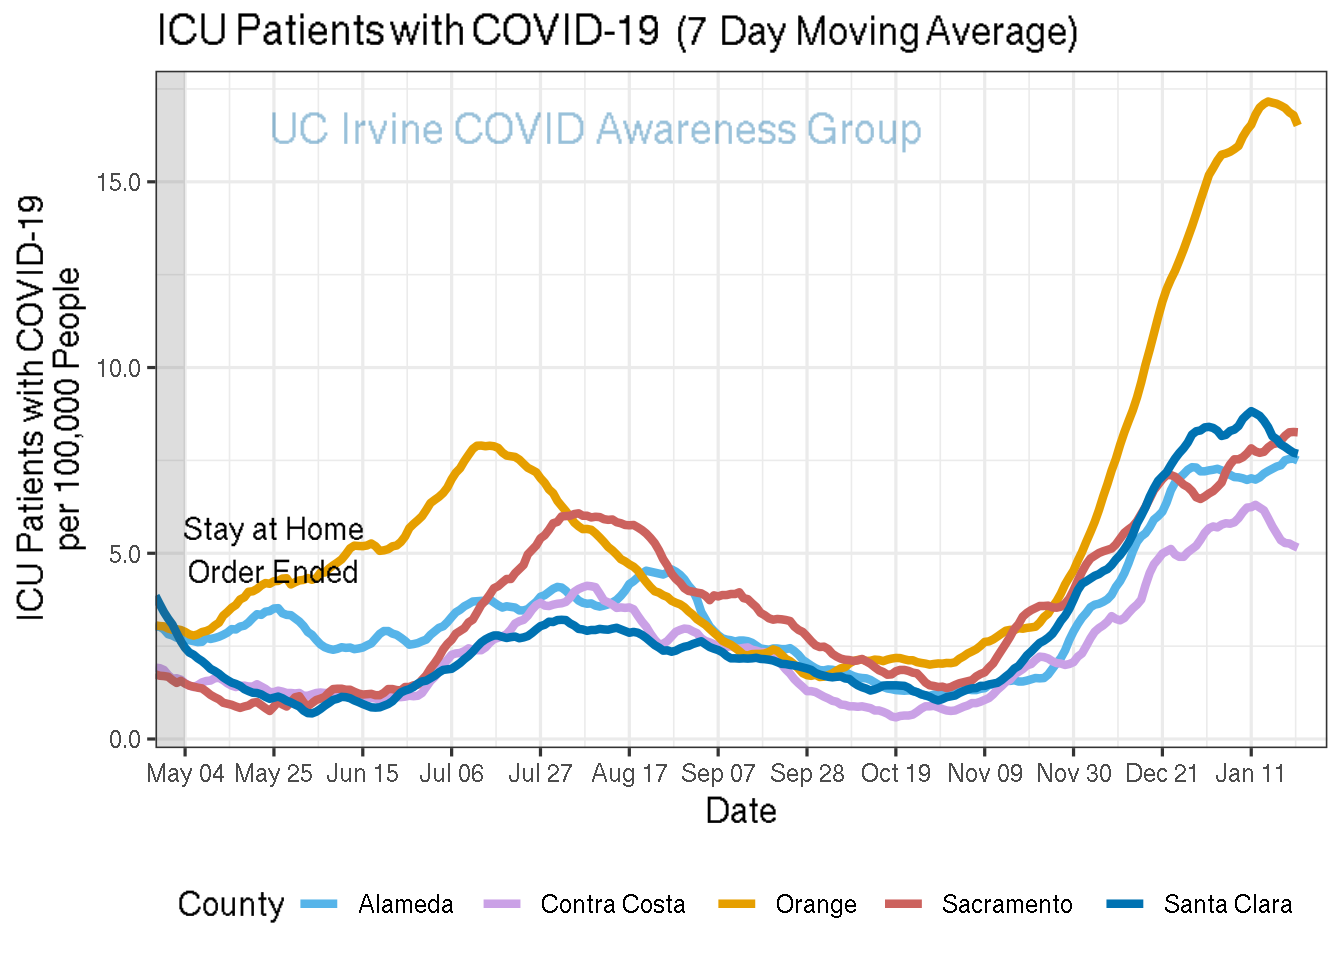 ICU Patients with COVID-19 (7 Day Moving Average)
UC Irvine COVID Awareness Group
ICU Patients with COVID-19
per 100,000 People
15.0
10.0
5.0
0.0
Stay at Home
Order Ended
May 04 May 25 Jun 15 Jul 06 Jul 27 Aug 17 Sep 07 Sep 28 Oct 19 Nov 09 Nov 30 Dec 21 Jan 11
Date
County Alameda Contra Costa Orange Sacramento Santa Clara